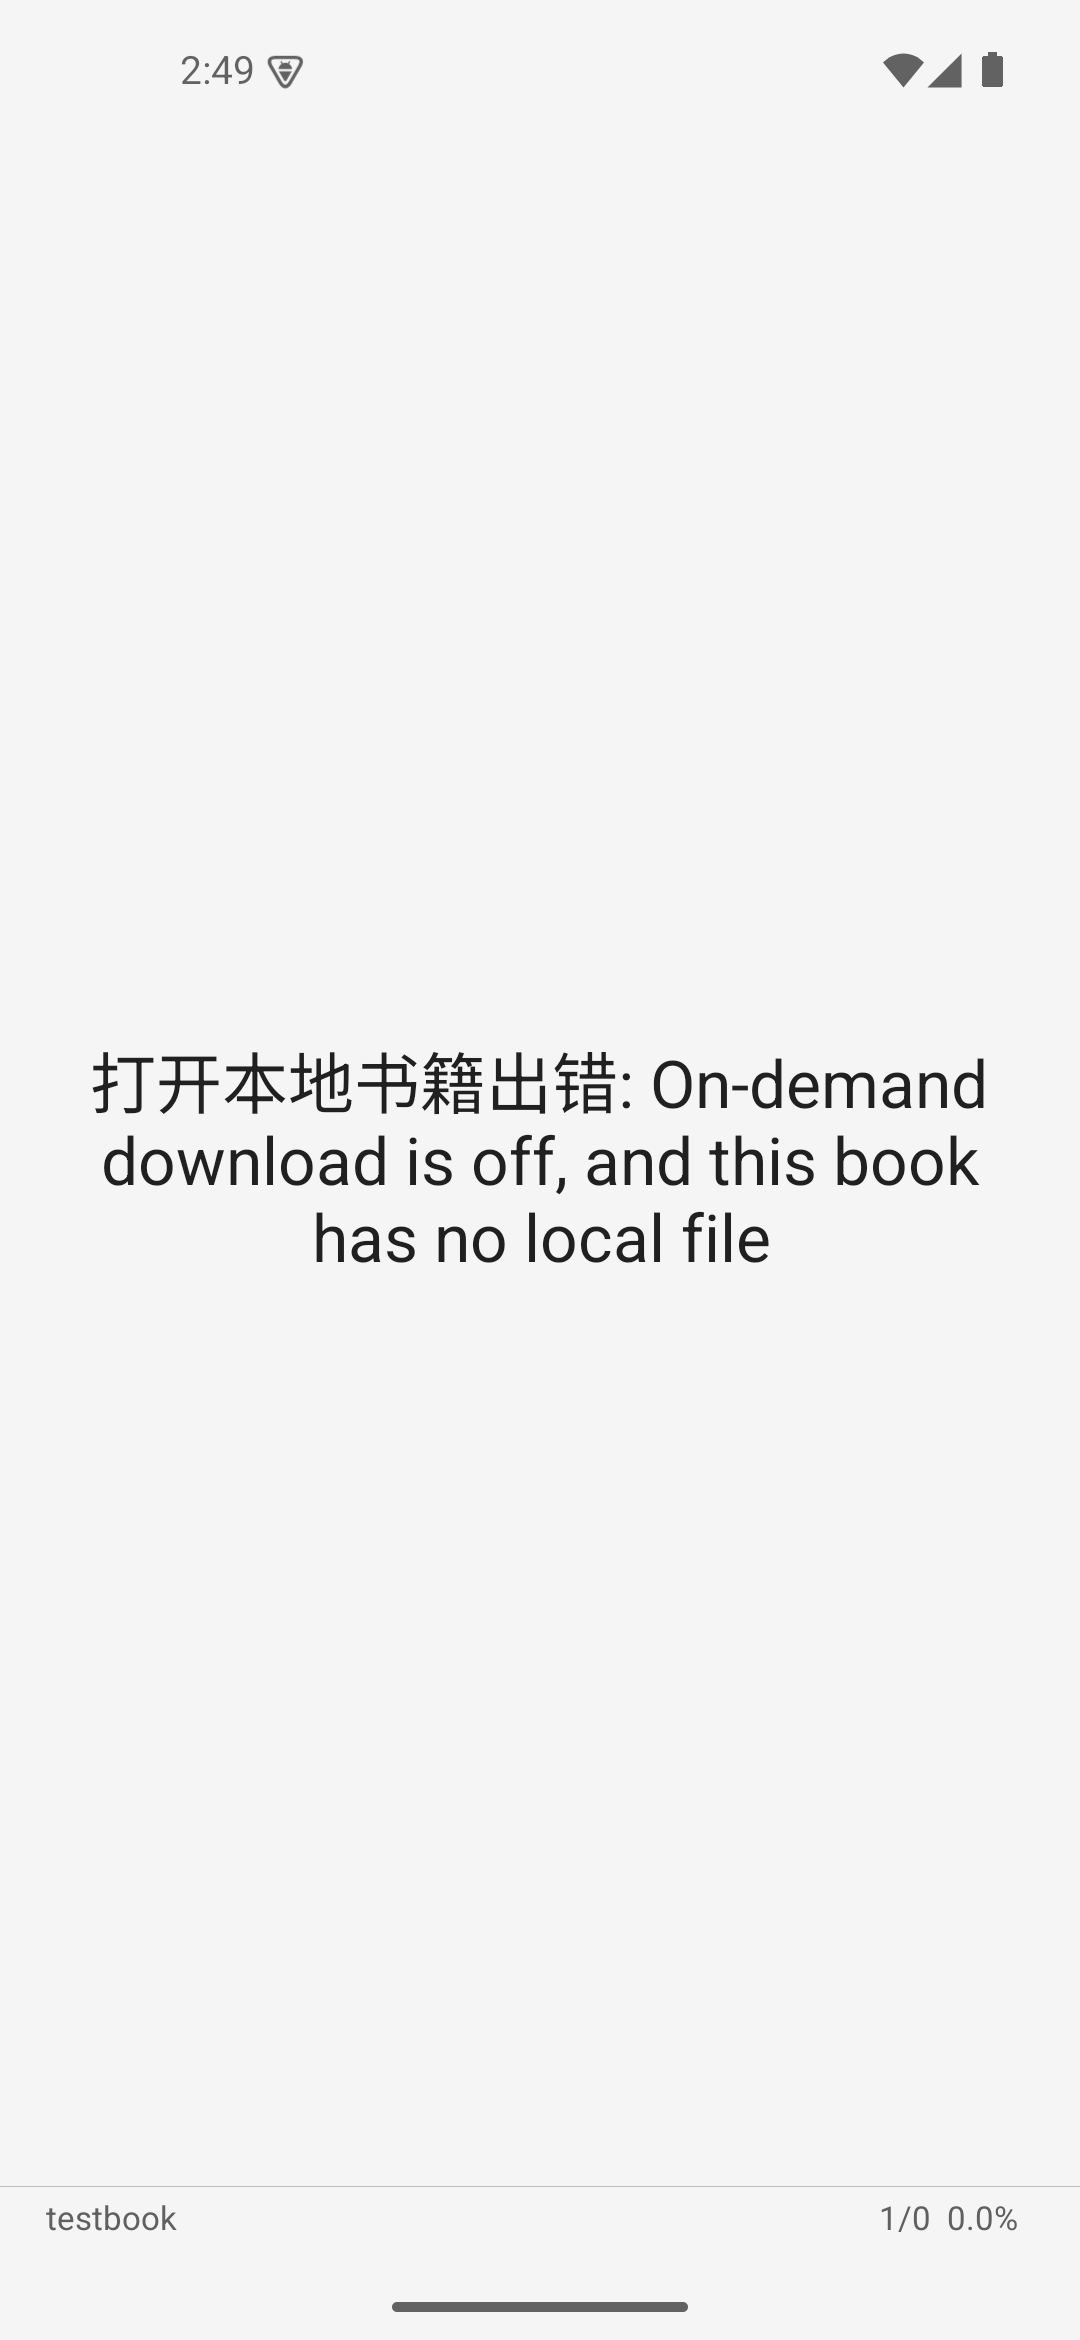 2:49
打开本地书籍出错: On-demand
download is off, and this book
has no local file
testbook
1/0 0.0%